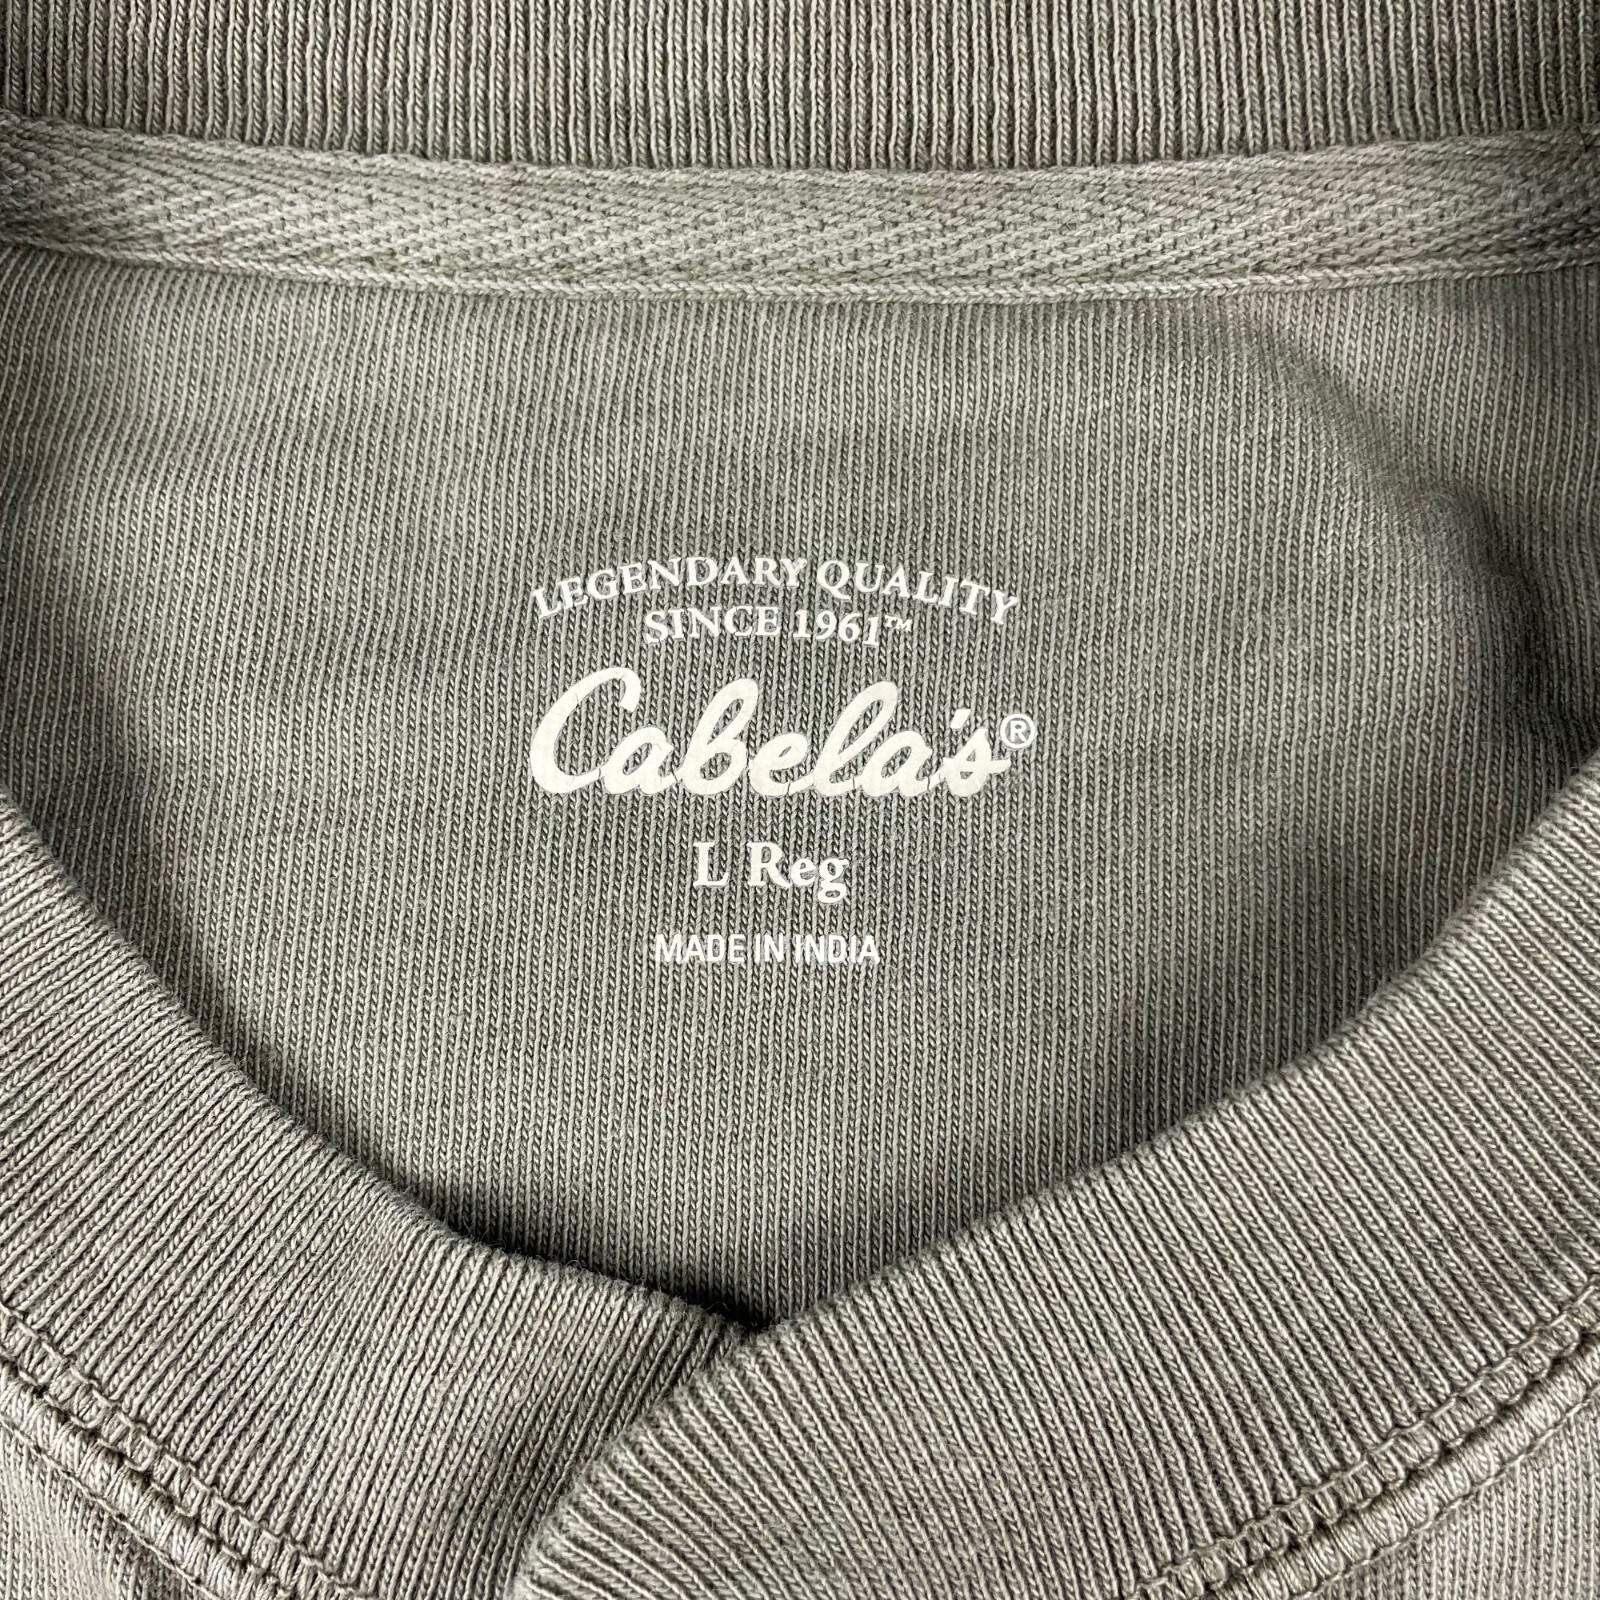 LEGENDARY QUALITY
SINCE 1961™
Cabela's®
L Reg
MADE IN INDIA